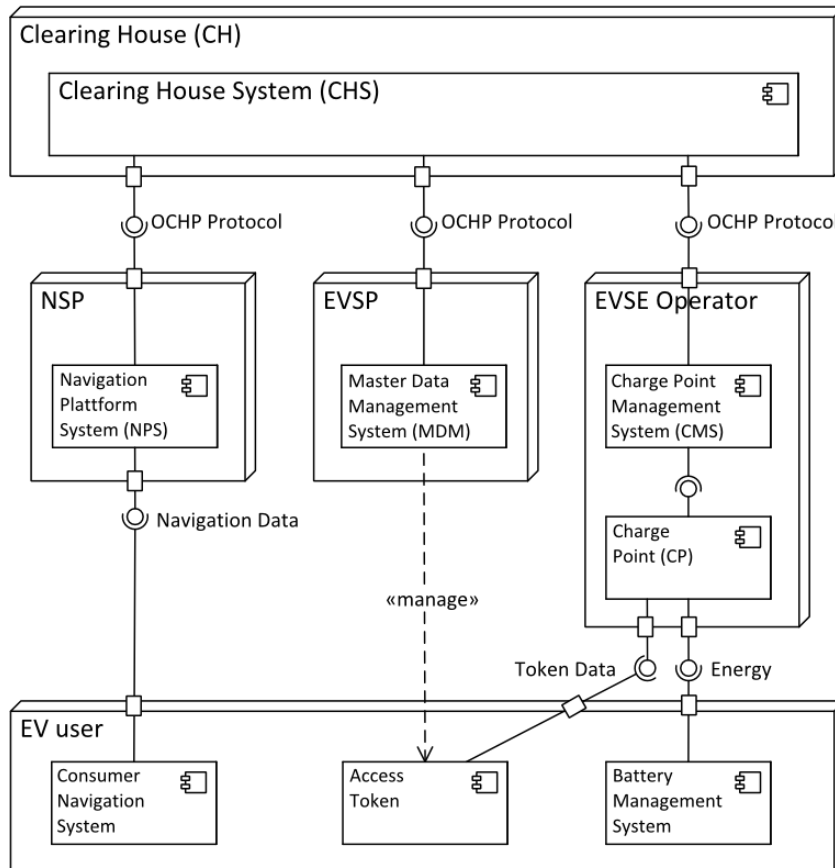 Clearing House (CH)
Clearing House System (CHS)
OCHP Protocol
OCHP Protocol
OCHP Protocol
NSP
EVSP
EVSE Operator
Navigation
Plattform
System (NPS)
Master Data
Management
System (MDM)
Charge Point
Management
System (CMS)
Navigation Data
Charge
Point (CP)
«manage»
Token Data
Energy
EV user
Consumer
Navigation
System
Access
Token
Battery
Management
System